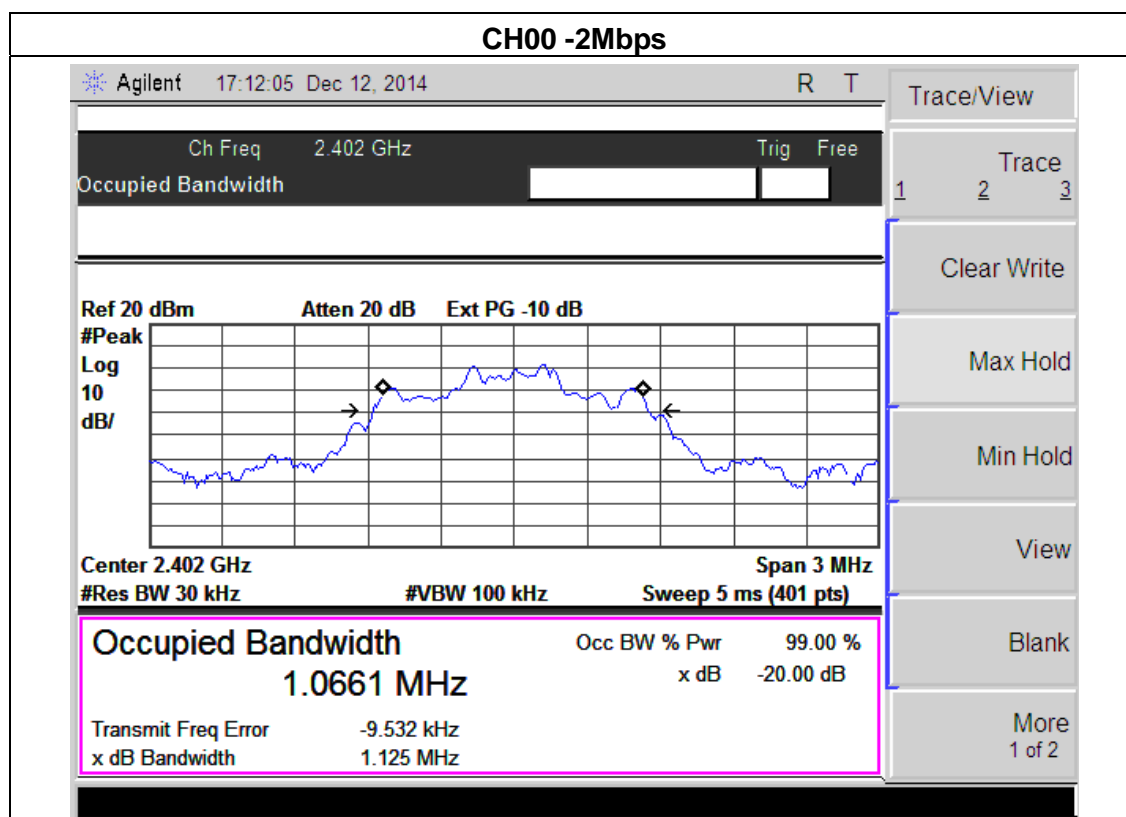 CH00 -2Mbps
Agilent 17:12:05 Dec 12, 2014 R T
Trace/View
Ch Freq 2.402 GHz Trig Free
Occupied Bandwidth
Trace
1 2 3
Clear Write
Ref 20 dBm Atten 20 dB Ext PG -10 dB
#Peak
Log
10
dB/
Max Hold
Min Hold
Center 2.402 GHz Span 3 MHz
#Res BW 30 kHz #VBW 100 kHz Sweep 5 ms (401 pts)
View
Occupied Bandwidth Occ BW % Pwr 99.00 %
1.0661 MHz x dB -20.00 dB
Blank
Transmit Freq Error -9.532 kHz
x dB Bandwidth 1.125 MHz
More
1 of 2